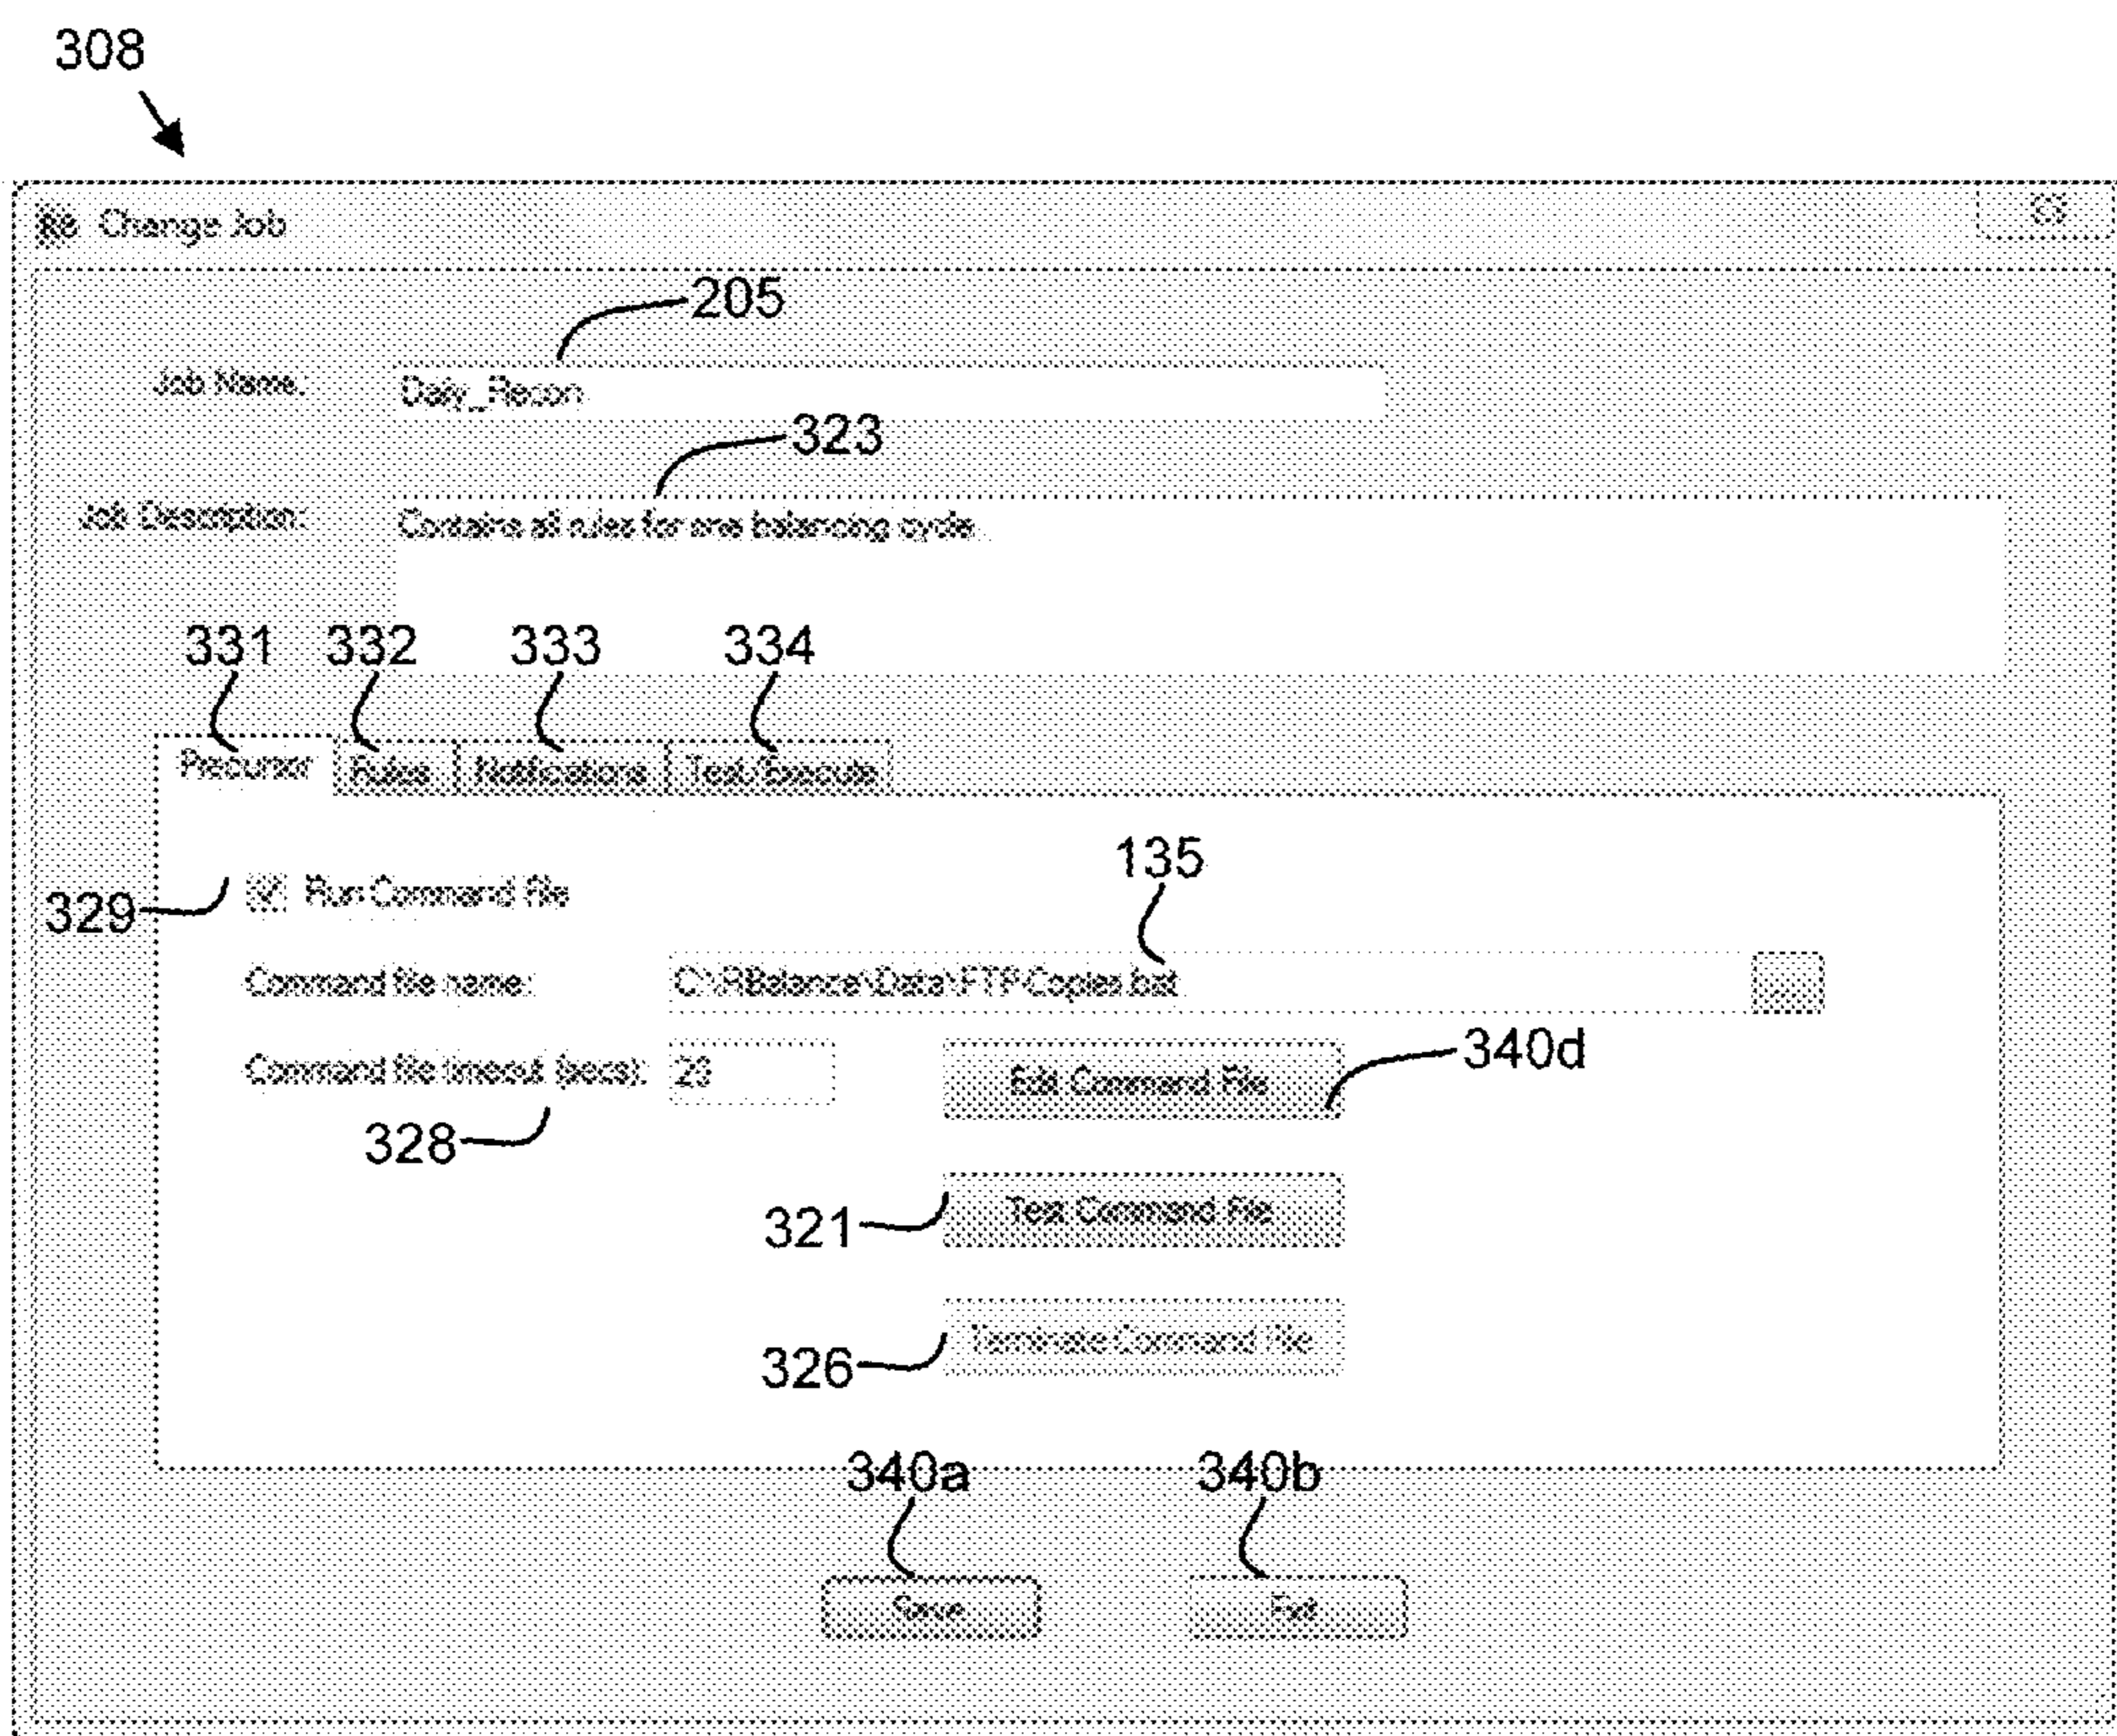 308
RB Change Job
205
Job Name: Daily_Recon
323
Job Description: Contains all rules for one balancing cycle
331 332 333 334
Precursor Rules Notifications Test/Execute
135
329 Run Command File
Command file name: C:\RBalance\Data\FTPCopies.bat ...
Command file timeout (secs): Edit Command File 340d
328
321 Test Command File
326 Terminate Command File
340a 340b
Save Exit